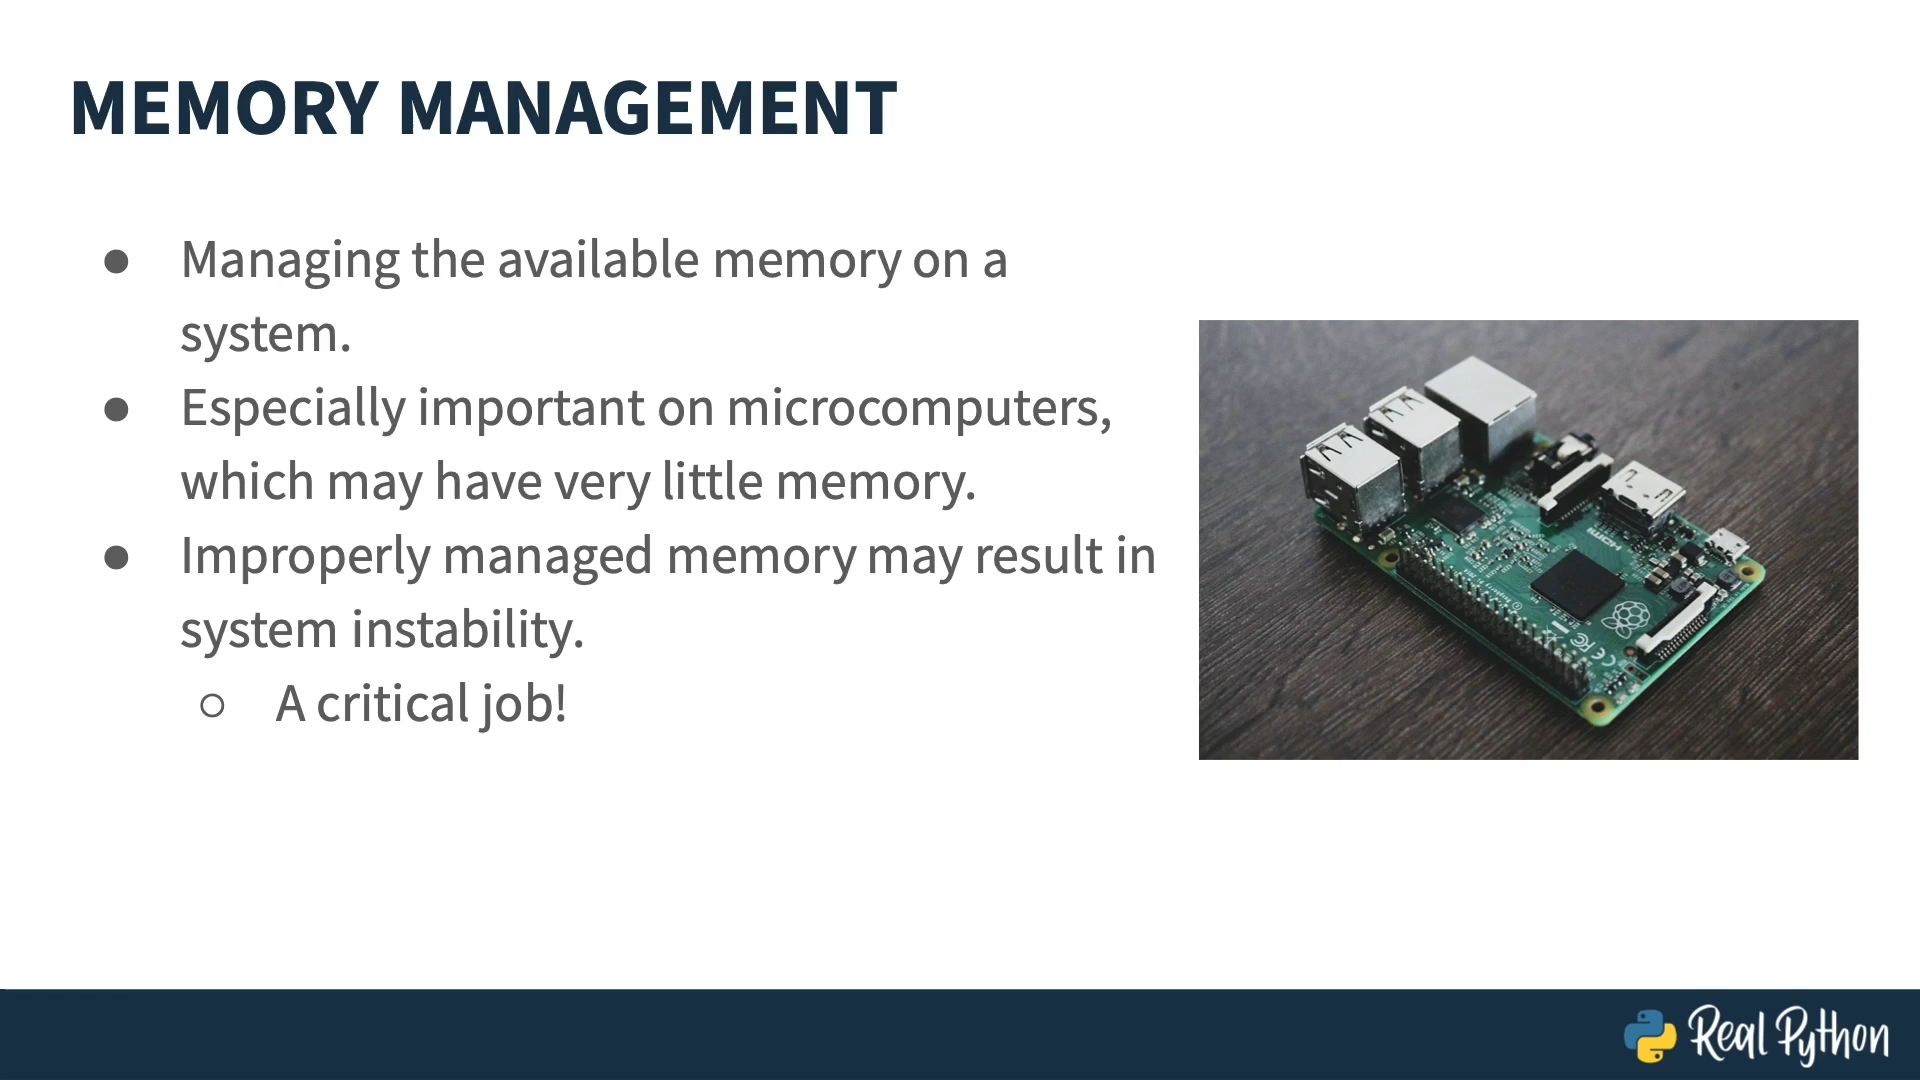 MEMORY MANAGEMENT
● Managing the available memory on a
system.
● Especially important on microcomputers,
which may have very little memory.
● Improperly managed memory may result in
system instability.
○ A critical job!
HDMI
Real Python